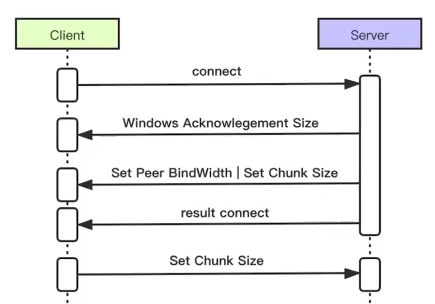 Client
Server
connect
Windows Acknowlegement Size
Set Peer BindWidth | Set Chunk Size
result connect
Set Chunk Size